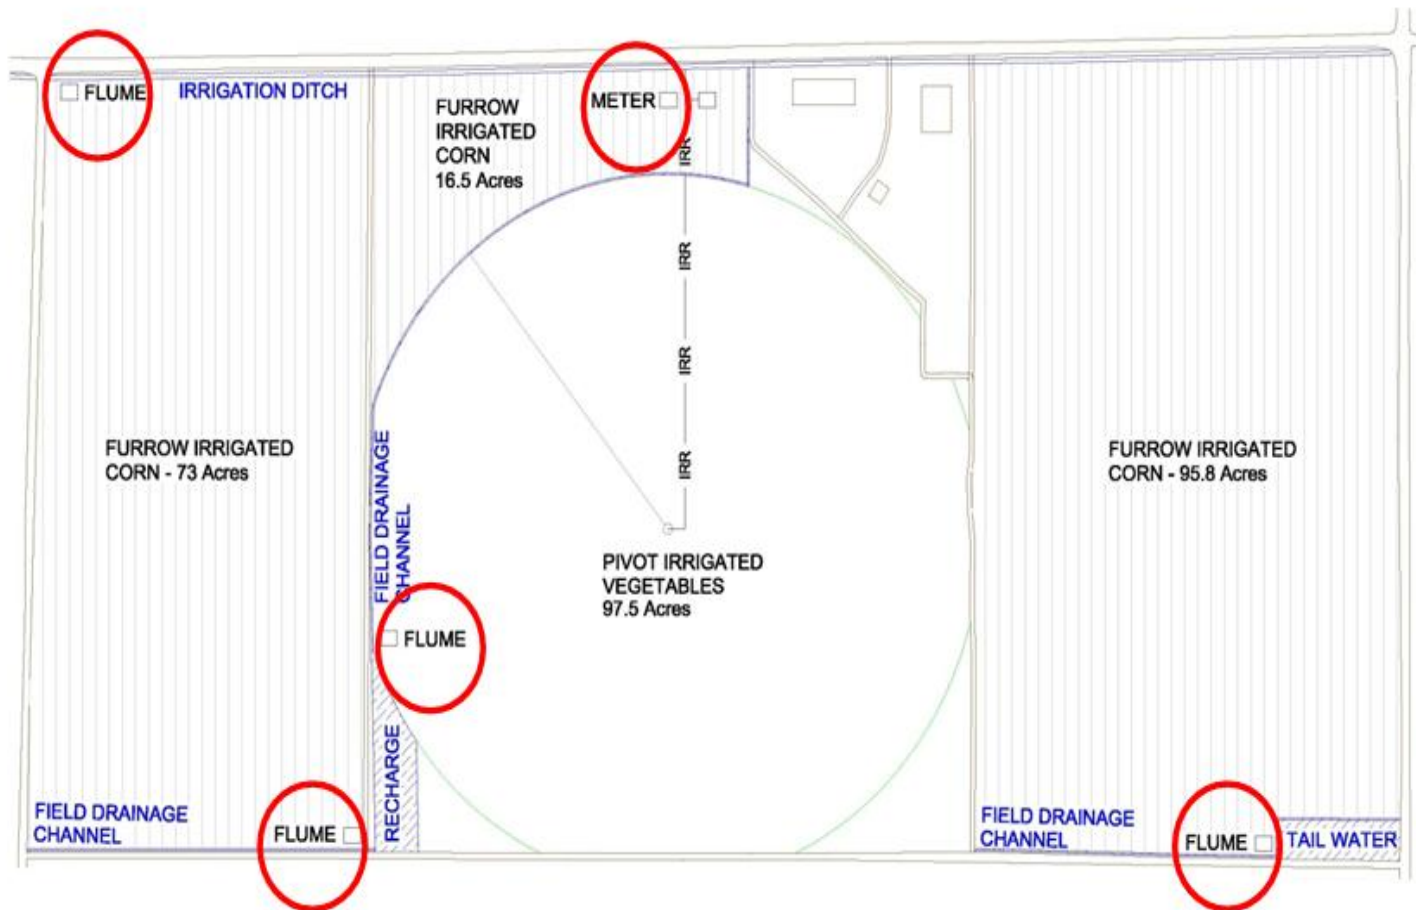 FLUME
IRRIGATION DITCH
FURROW
IRRIGATED
CORN
16.5 Acres
METER
IRR
IRR
IRR
IRR
FURROW IRRIGATED
CORN - 73 Acres
FIELD DRAINAGE
CHANNEL
FURROW IRRIGATED
CORN - 95.8 Acres
PIVOT IRRIGATED
VEGETABLES
97.5 Acres
FLUME
RECHARGE
FIELD DRAINAGE
CHANNEL
FLUME
FIELD DRAINAGE
CHANNEL
FLUME
TAIL WATER